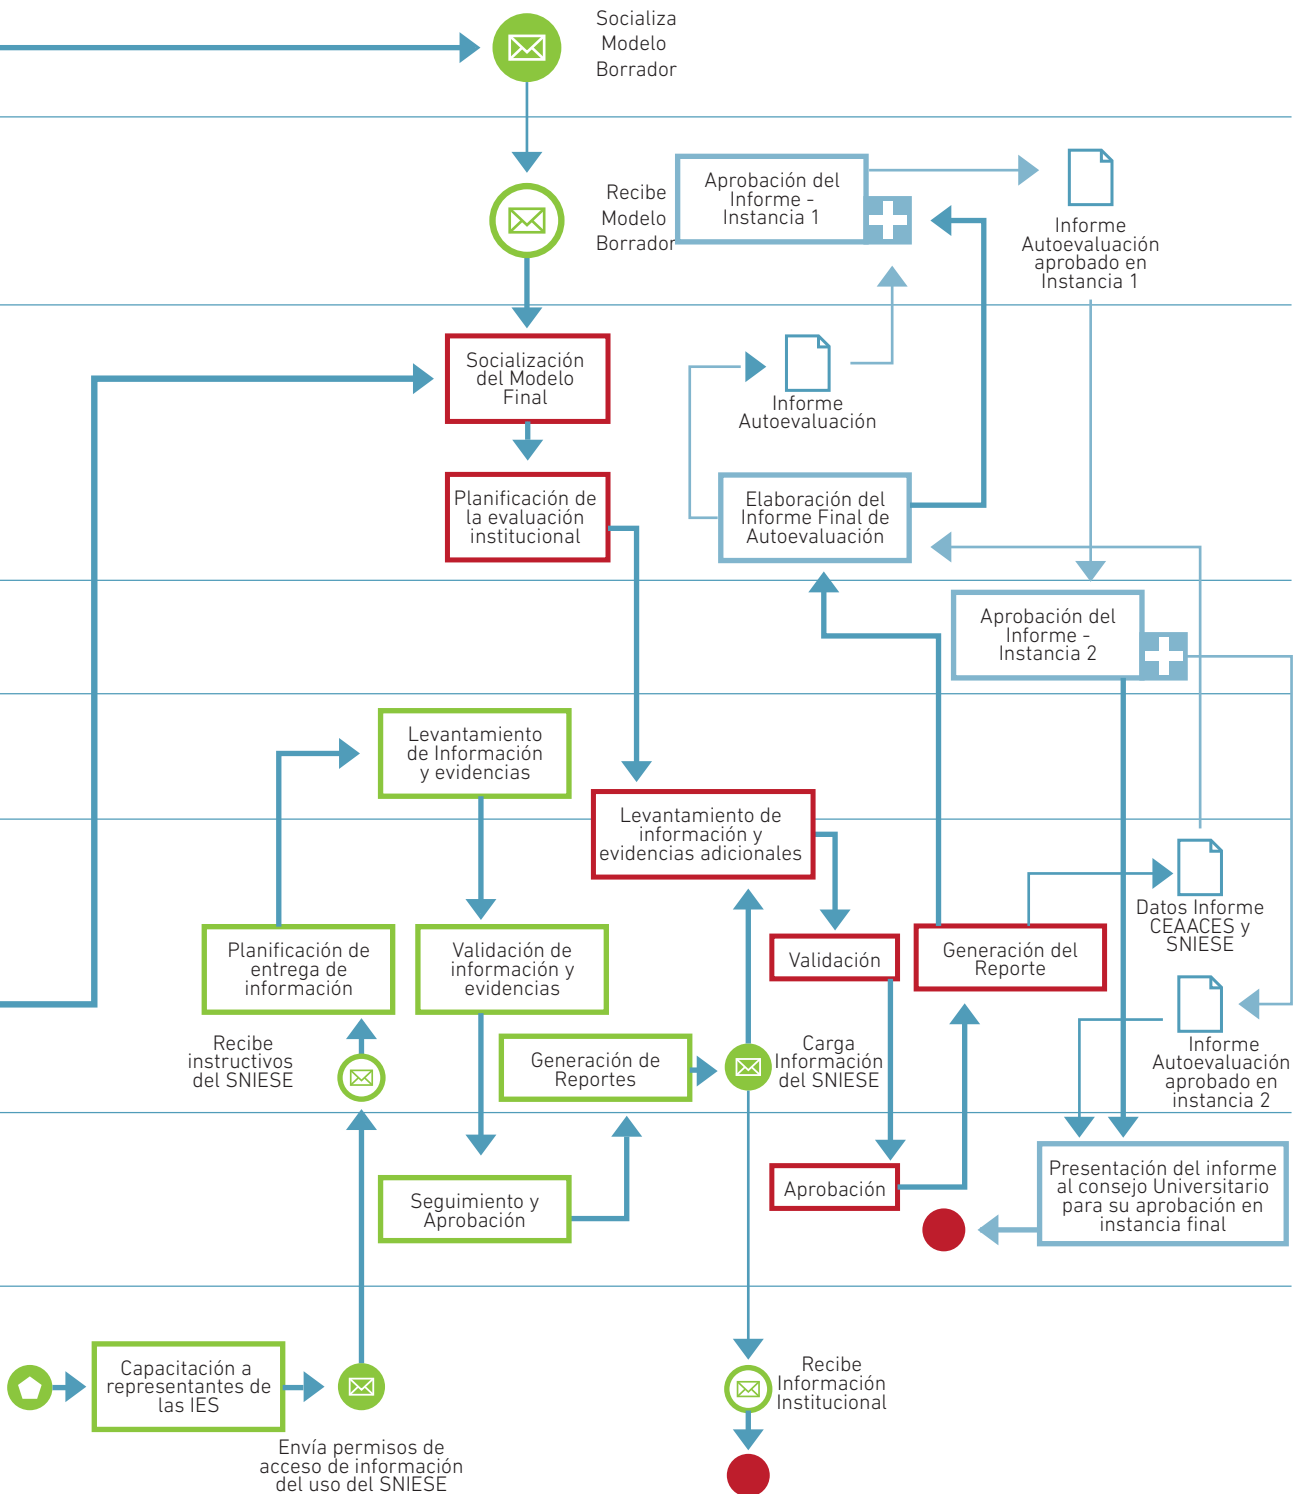 Socializa
Modelo
Borrador
Recibe
Modelo
Borrador
Aprobación del
Informe -
Instancia 1
Informe
Autoevaluación
aprobado en
Instancia 1
Socialización
del Modelo
Final
Informe
Autoevaluación
Planificación de
la evaluación
institucional
Elaboración del
Informe Final de
Autoevaluación
Aprobación del
Informe -
Instancia 2
Levantamiento
de Información
y evidencias
Levantamiento de
información y
evidencias adicionales
Datos Informe
CEAACES y
SNIESE
Planificación de
entrega de
información
Validación de
información y
evidencias
Validación
Generación del
Reporte
Recibe
instructivos
del SNIESE
Generación de
Reportes
Carga
Información
del SNIESE
Informe
Autoevaluación
aprobado en
instancia 2
Seguimiento y
Aprobación
Aprobación
Presentación del informe
al consejo Universitario
para su aprobación en
instancia final
Capacitación a
representantes de
las IES
Envía permisos de
acceso de información
del uso del SNIESE
Recibe
Información
Institucional